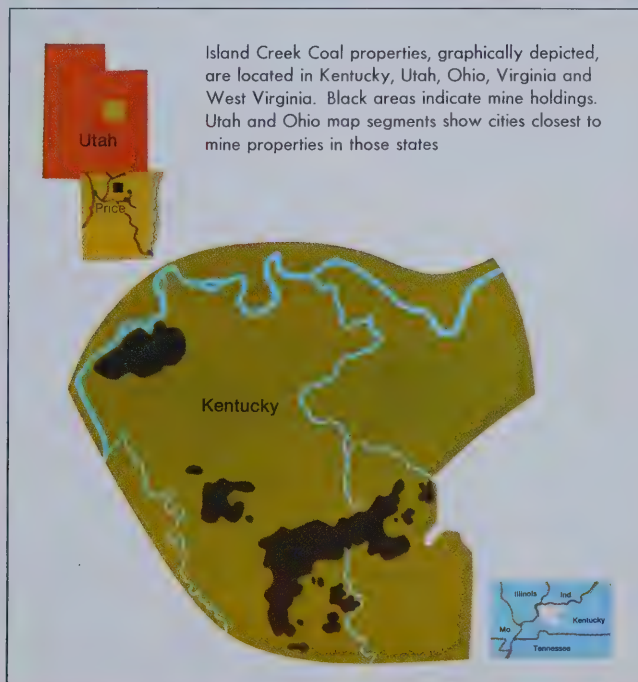 Island Creek Coal properties, graphically depicted,
are located in Kentucky, Utah, Ohio, Virginia and
West Virginia. Black areas indicate mine holdings.
Utah and Ohio map segments show cities closest to
mine properties in those states
Utah
Price
Kentucky
Illinois
Ind
Mo
Kentucky
Tennessee